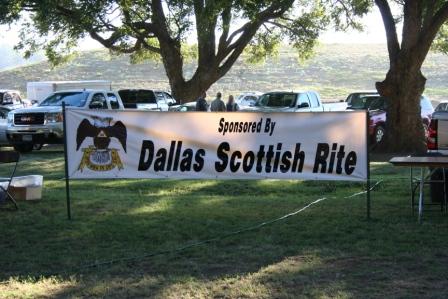 Sponsored By
Dallas Scottish Rite